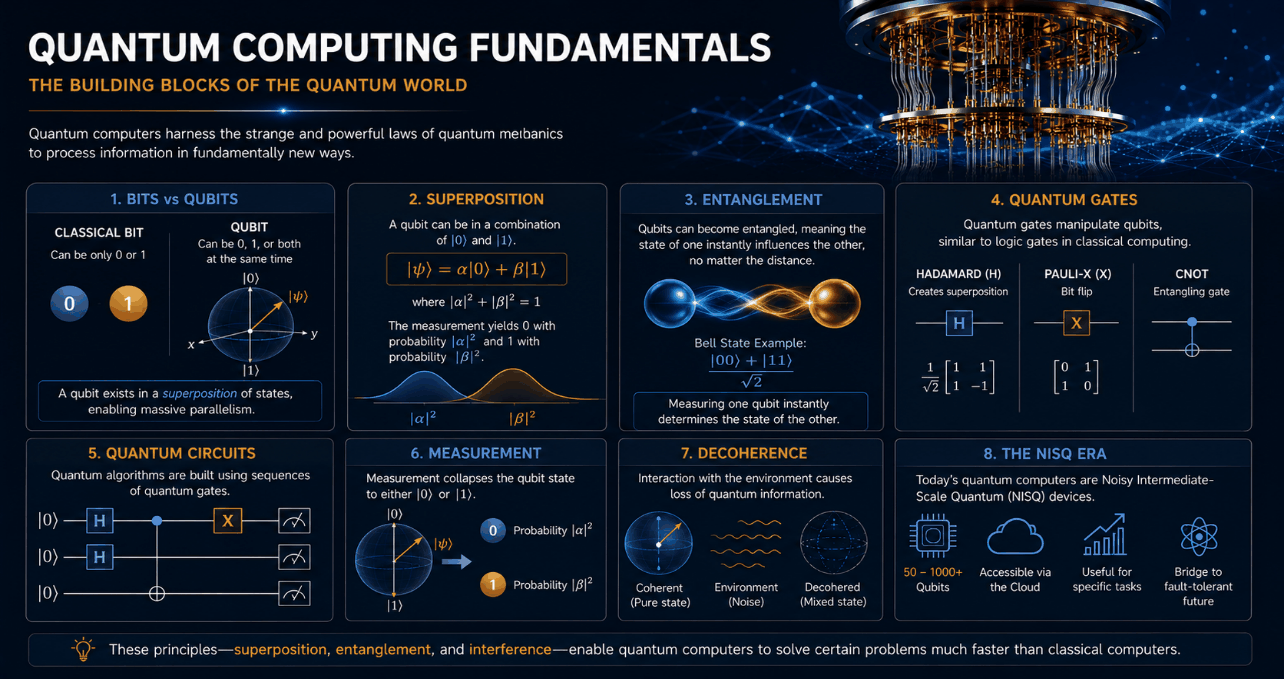 QUANTUM COMPUTING FUNDAMENTALS
THE BUILDING BLOCKS OF THE QUANTUM WORLD
Quantum computers harness the strange and powerful laws of quantum meibanics
to process information in fundamentally new ways.
1. BITS vs QUBITS
CLASSICAL BIT
Can be only 0 or 1
0 1
QUBIT
Can be 0, 1, or both
at the same time
|0⟩
|ψ⟩
x
y
|1⟩
A qubit exists in a superposition of states,
enabling massive parallelism.
2. SUPERPOSITION
A qubit can be in a combination
of |0⟩ and |1⟩.
|ψ⟩ = α|0⟩ + β|1⟩
where |α|² + |β|² = 1
The measurement yields 0 with
probability |α|² and 1 with
probability |β|².
|α|² |β|²
3. ENTANGLEMENT
Qubits can become entangled, meaning the
state of one instantly influences the other,
no matter the distance.
Bell State Example:
|00⟩ + |11⟩
√2
Measuring one qubit instantly
determines the state of the other.
4. QUANTUM GATES
Quantum gates manipulate qubits,
similar to logic gates in classical computing.
HADAMARD (H)
Creates superposition
H
1/√2 [1 1
1 −1]
PAULI-X (X)
Bit flip
X
[0 1
1 0]
CNOT
Entangling gate
5. QUANTUM CIRCUITS
Quantum algorithms are built using sequences
of quantum gates.
|0⟩ H X
|0⟩ H
|0⟩
6. MEASUREMENT
Measurement collapses the qubit state
to either |0⟩ or |1⟩.
|0⟩
|ψ⟩
|1⟩
0 Probability |α|²
1 Probability |β|²
7. DECOHERENCE
Interaction with the environment causes
loss of quantum information.
Coherent
(Pure state)
Environment
(Noise)
Decohered
(Mixed state)
8. THE NISQ ERA
Today's quantum computers are Noisy Intermediate-
Scale Quantum (NISQ) devices.
50 – 1000+
Qubits
Accessible via
the Cloud
Useful for
specific tasks
Bridge to
fault-tolerant
future
These principles—superposition, entanglement, and interference—enable quantum computers to solve certain problems much faster than classical computers.